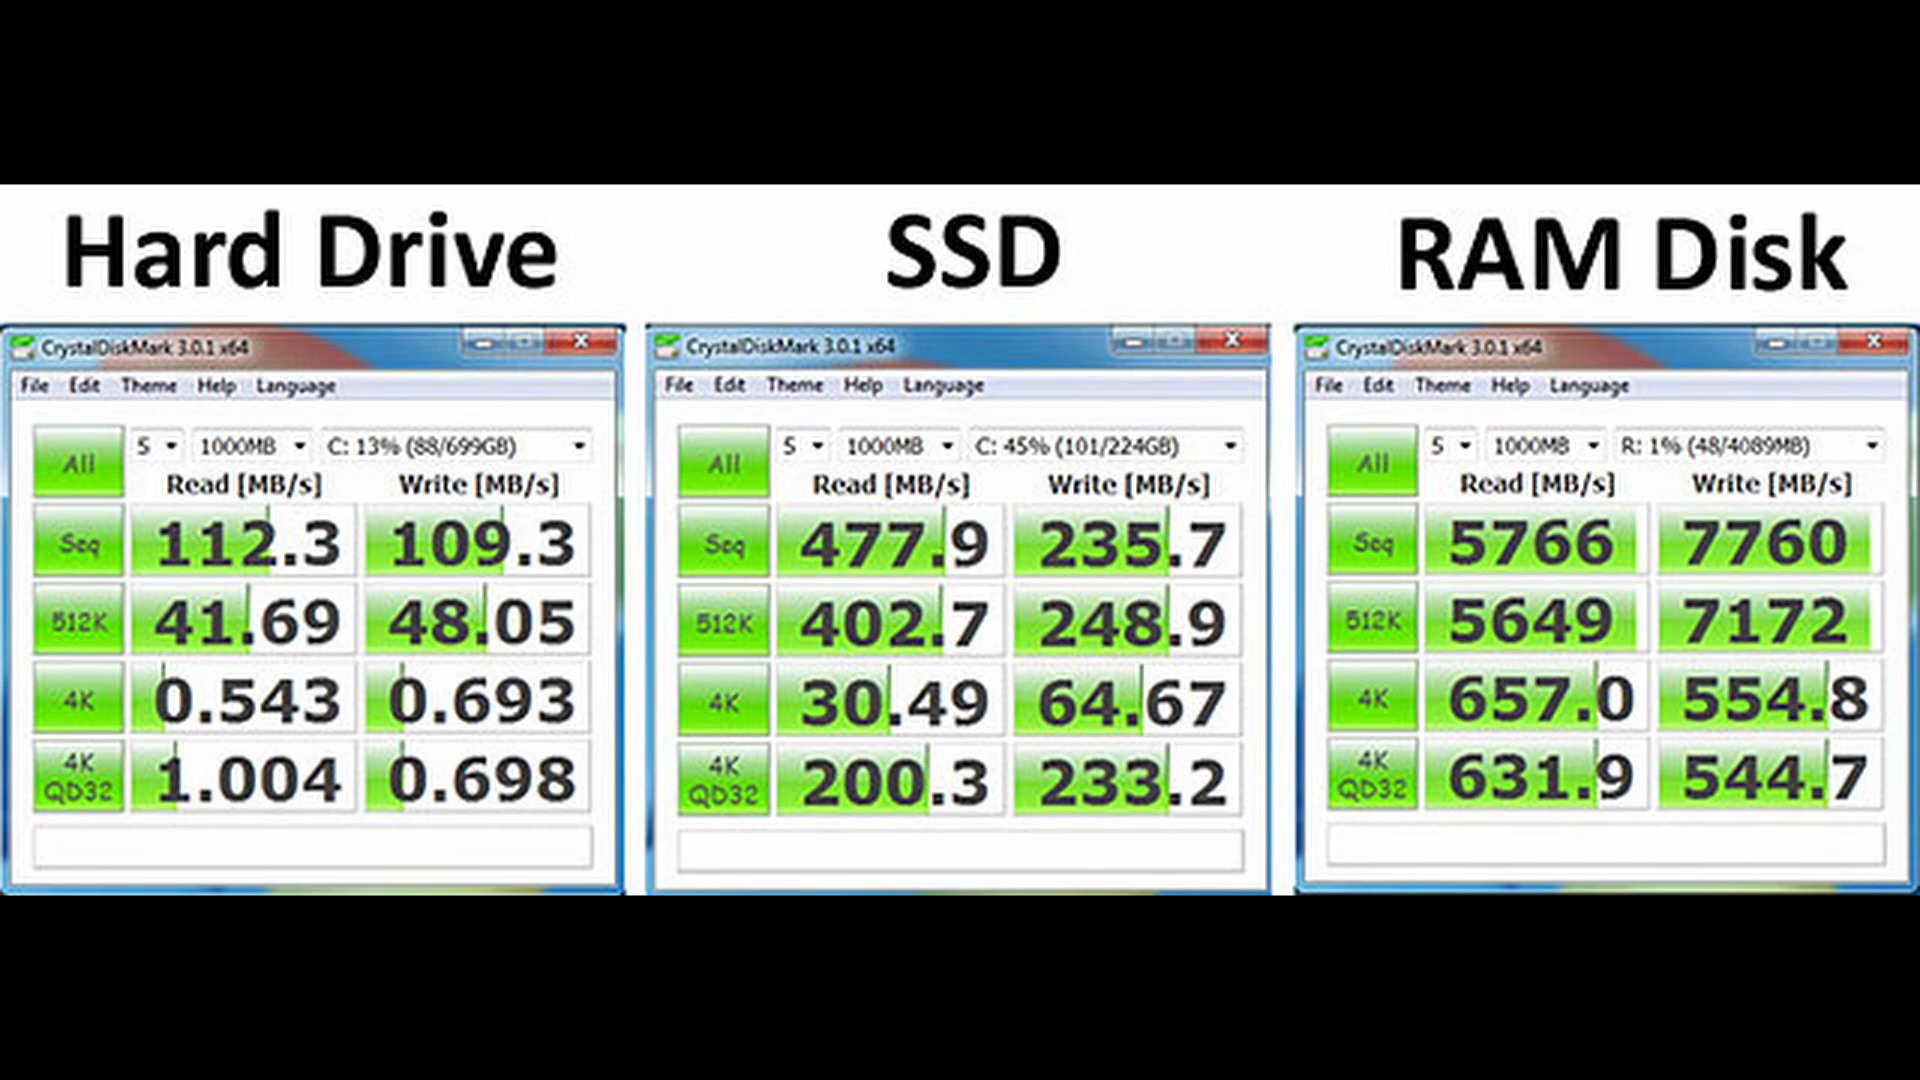 Hard Drive
SSD
RAM Disk
CrystalDiskMark 3.0.1 x64
File Edit Theme Help Language
All
5 1000MB C: 13% (88/699GB)
Read [MB/s] Write [MB/s]
Seq 112.3 109.3
512K 41.69 48.05
4K 0.543 0.693
4K QD32 1.004 0.698
CrystalDiskMark 3.0.1 x64
File Edit Theme Help Language
All
5 1000MB C: 45% (101/224GB)
Read [MB/s] Write [MB/s]
Seq 477.9 235.7
512K 402.7 248.9
4K 30.49 64.67
4K QD32 200.3 233.2
CrystalDiskMark 3.0.1 x64
File Edit Theme Help Language
All
5 1000MB R: 1% (48/4089MB)
Read [MB/s] Write [MB/s]
Seq 5766 7760
512K 5649 7172
4K 657.0 554.8
4K QD32 631.9 544.7